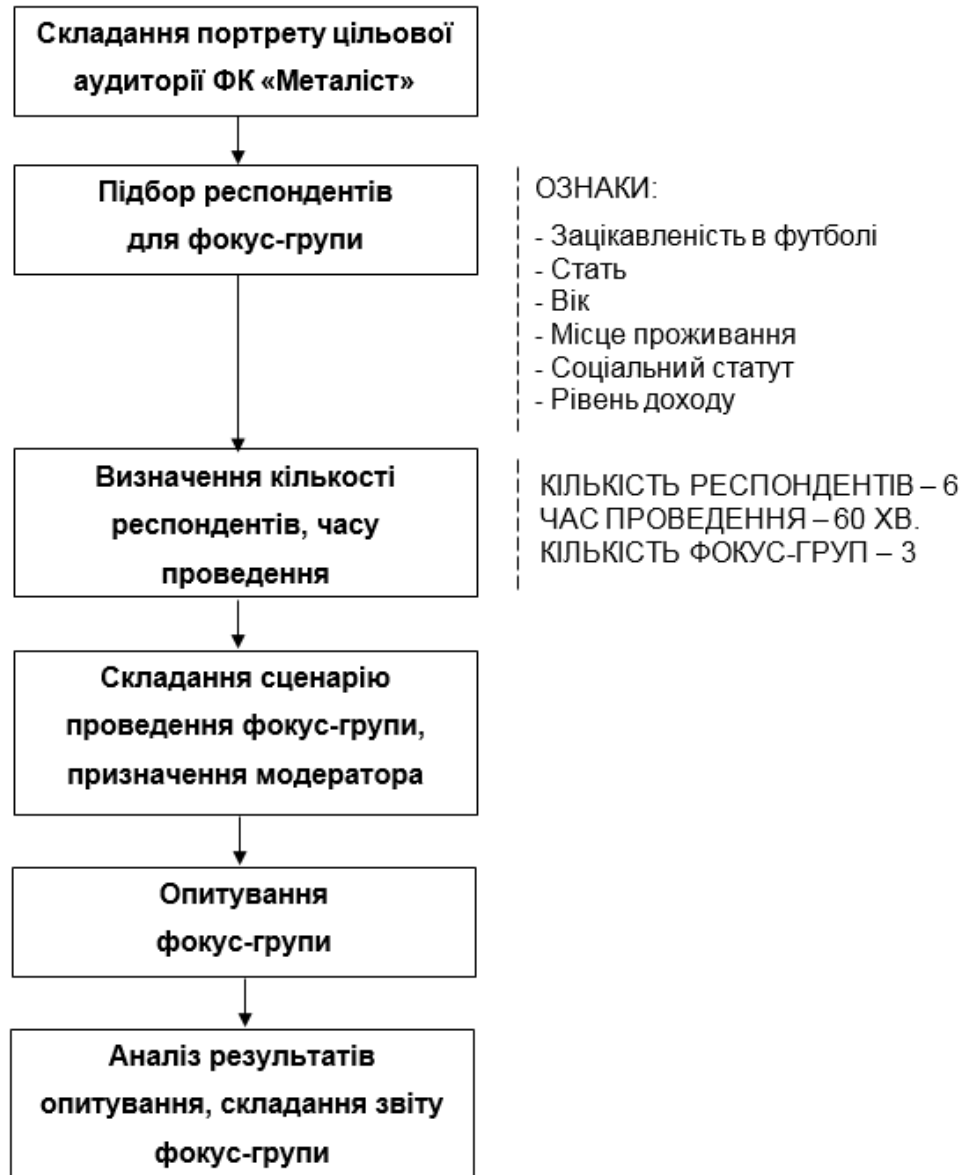 Складання портрету цільової
аудиторії ФК «Металіст»
Підбор респондентів
для фокус-групи
ОЗНАКИ:
- Зацікавленість в футболі
- Стать
- Вік
- Місце проживання
- Соціальний статут
- Рівень доходу
Визначення кількості
респондентів, часу
проведення
КІЛЬКІСТЬ РЕСПОНДЕНТІВ – 6
ЧАС ПРОВЕДЕННЯ – 60 ХВ.
КІЛЬКІСТЬ ФОКУС-ГРУП – 3
Складання сценарію
проведення фокус-групи,
призначення модератора
Опитування
фокус-групи
Аналіз результатів
опитування, складання звіту
фокус-групи